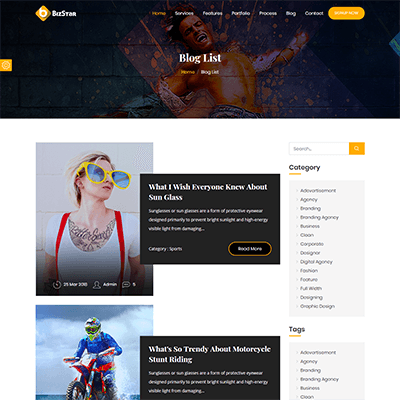 BizStar
Home Services Features Portfolio Process Blog Contact
Blog List
Home / Blog List
Search...
Category
Adovertisement
Agency
Branding
Branding Agency
Business
Clean
Corporate
Designer
Digital Agency
Fashion
Feature
Full Width
Designing
Graphic Design
What I Wish Everyone Knew About
Sun Glass
Sunglasses or sun glasses are a form of protective eyewear
designed primarily to prevent bright sunlight and high-energy
visible light from damaging...
Category : Sports
Read More
25 Mar 2018 Admin 5
Tags
Adovertisement
Agency
Branding
Branding Agency
Business
Clean
What's So Trendy About Motorcycle
Stunt Riding
Sunglasses or sun glasses are a form of protective eyewear
designed primarily to prevent bright sunlight and high-energy
visible light from damaging...